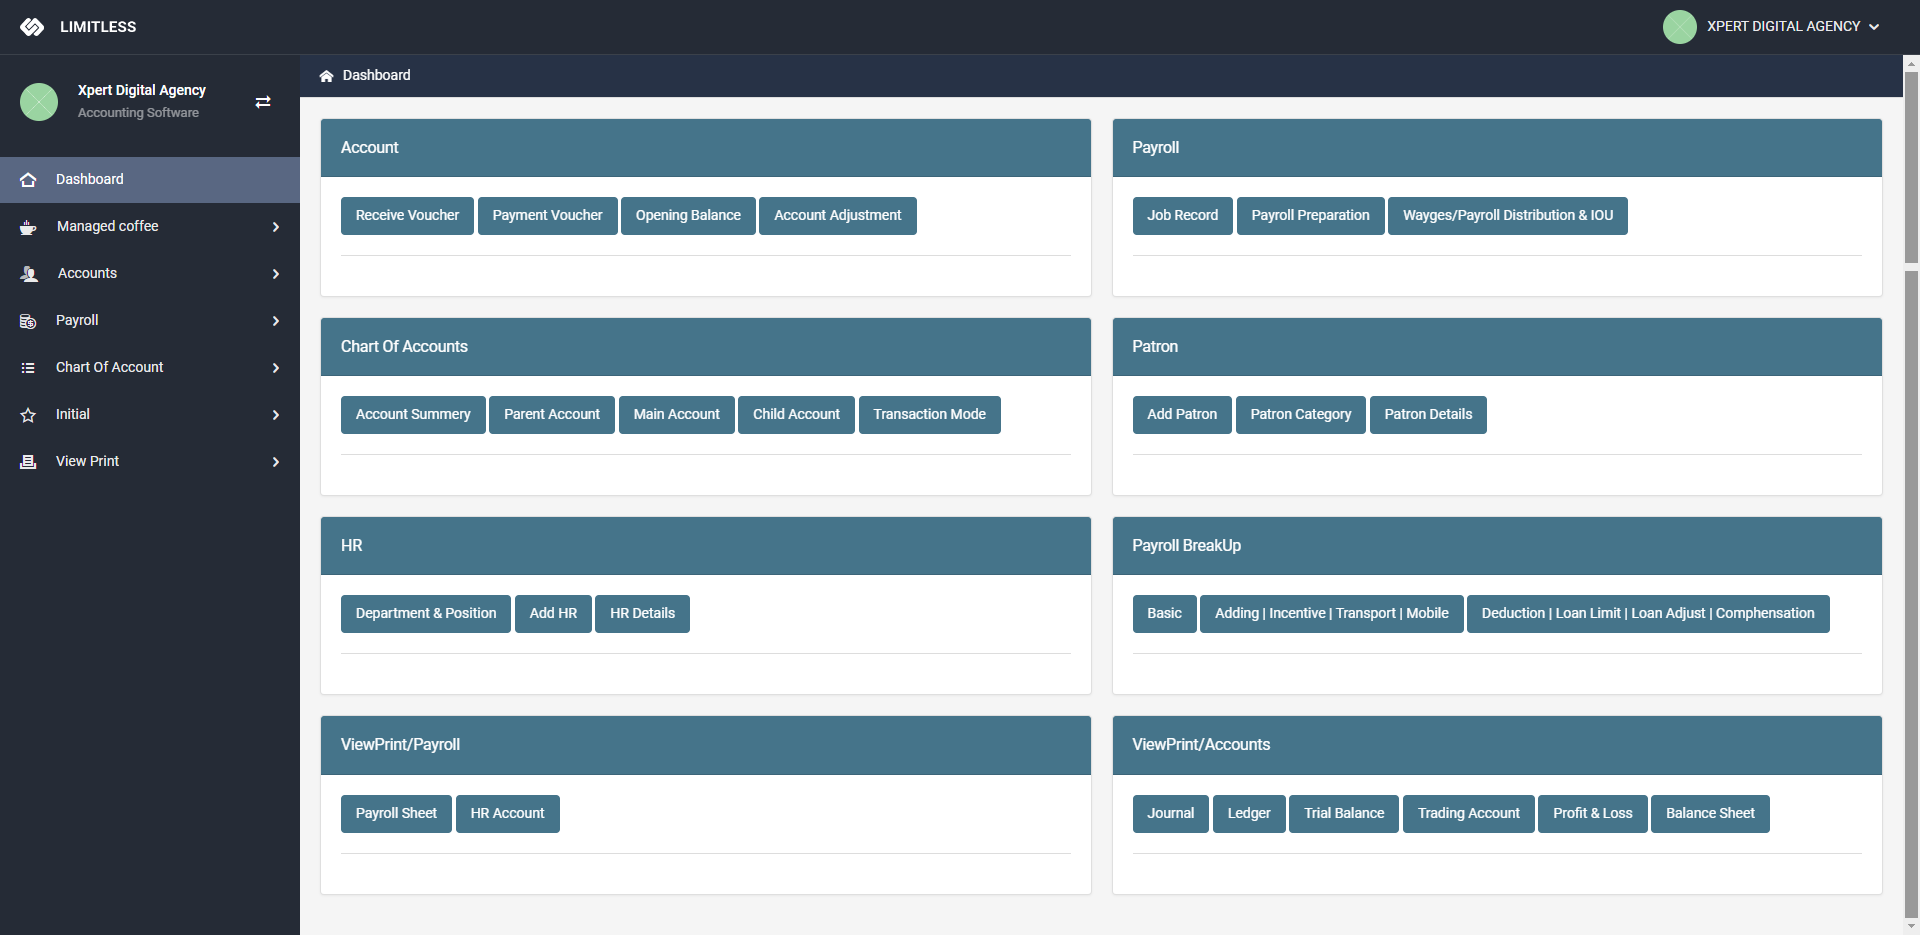 LIMITLESS
XPERT DIGITAL AGENCY
Xpert Digital Agency
Accounting Software
Dashboard
Managed coffee
Accounts
Payroll
Chart Of Account
Initial
View Print
Dashboard
Account
Receive Voucher Payment Voucher Opening Balance Account Adjustment
Payroll
Job Record Payroll Preparation Wayges/Payroll Distribution & IOU
Chart Of Accounts
Account Summery Parent Account Main Account Child Account Transaction Mode
Patron
Add Patron Patron Category Patron Details
HR
Department & Position Add HR HR Details
Payroll BreakUp
Basic Adding | Incentive | Transport | Mobile Deduction | Loan Limit | Loan Adjust | Comphensation
ViewPrint/Payroll
Payroll Sheet HR Account
ViewPrint/Accounts
Journal Ledger Trial Balance Trading Account Profit & Loss Balance Sheet